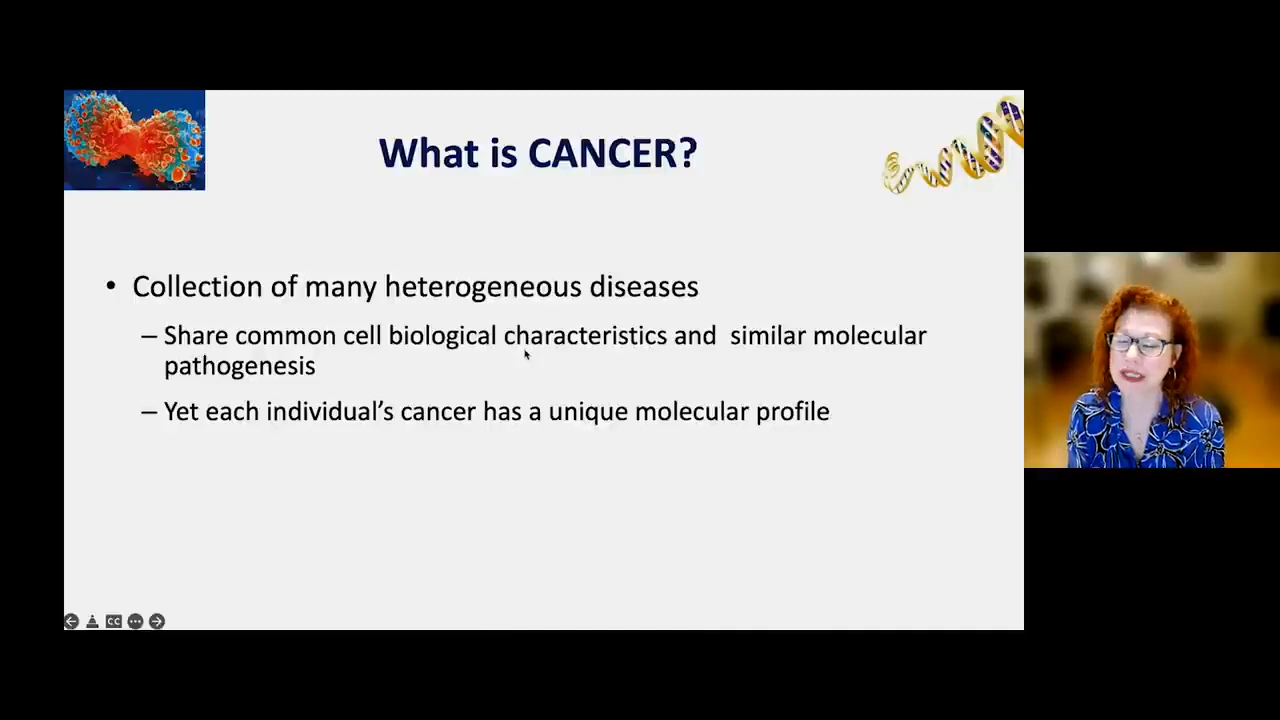 What is CANCER?
• Collection of many heterogeneous diseases
– Share common cell biological characteristics and  similar molecular
pathogenesis
– Yet each individual’s cancer has a unique molecular profile
CC